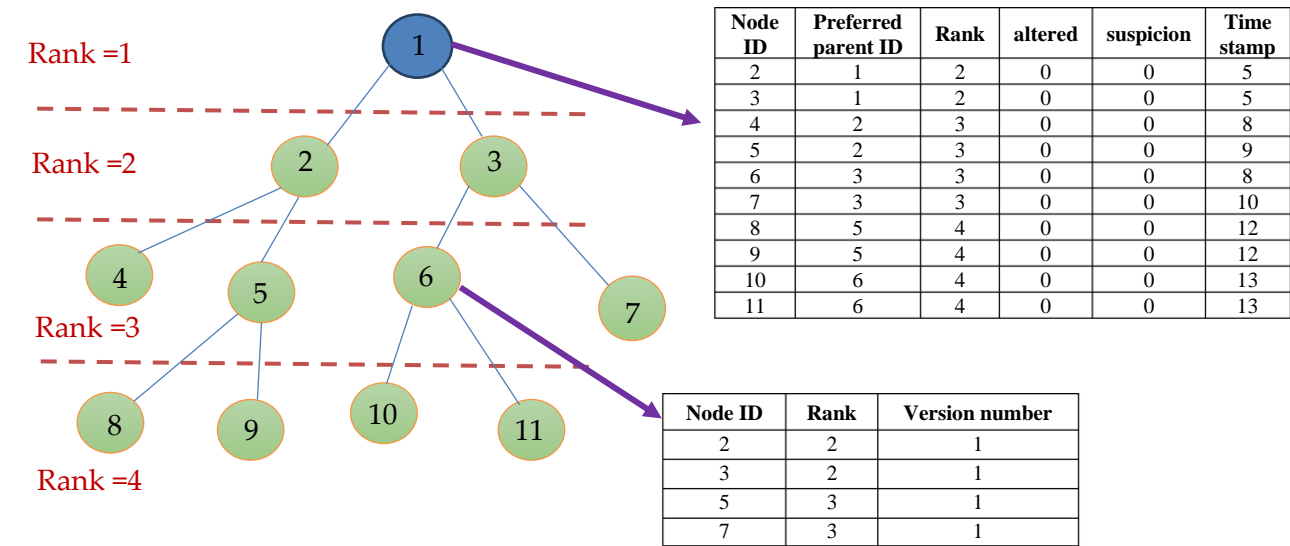 Rank =1
1
Rank =2
2
3
4
5
6
7
Rank =3
8
9
10
11
Rank =4
Node ID Preferred parent ID Rank altered suspicion Time stamp
2 1 2 0 0 5
3 1 2 0 0 5
4 2 3 0 0 8
5 2 3 0 0 9
6 3 3 0 0 8
7 3 3 0 0 10
8 5 4 0 0 12
9 5 4 0 0 12
10 6 4 0 0 13
11 6 4 0 0 13
Node ID Rank Version number
2 2 1
3 2 1
5 3 1
7 3 1